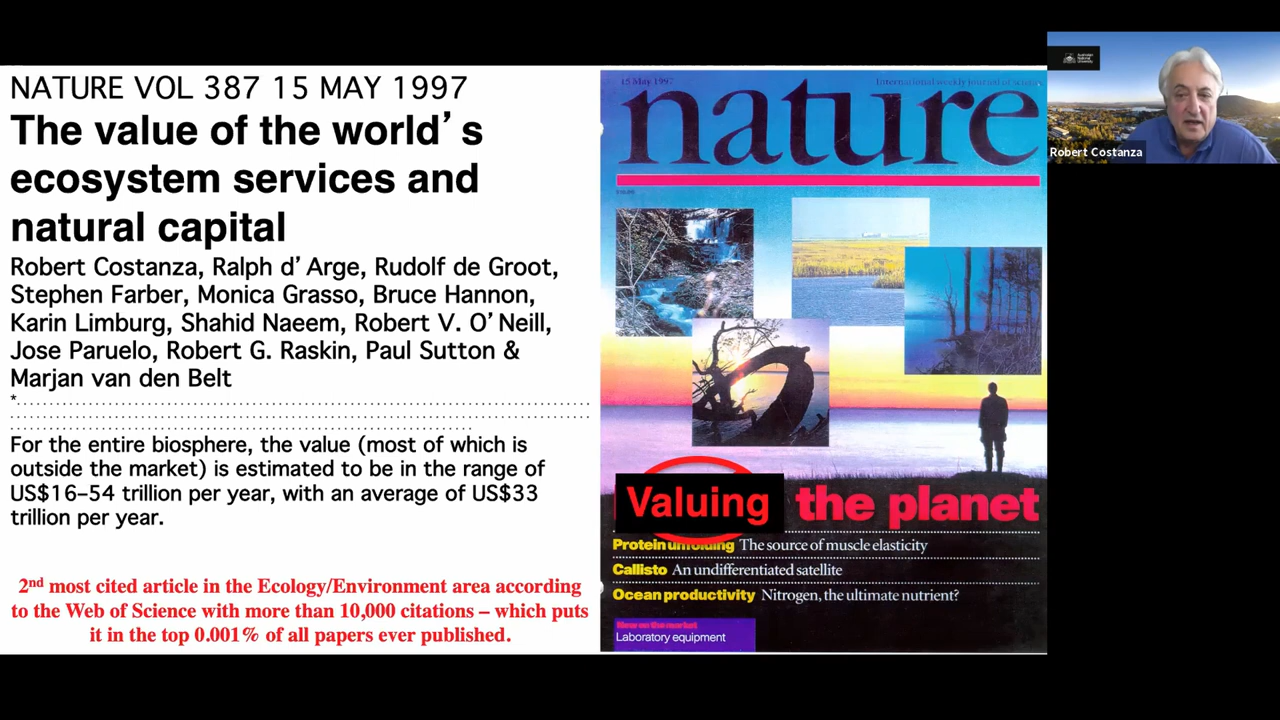 NATURE VOL 387 15 MAY 1997
The value of the world's
ecosystem services and
natural capital
Robert Costanza, Ralph d'Arge, Rudolf de Groot,
Stephen Farber, Monica Grasso, Bruce Hannon,
Karin Limburg, Shahid Naeem, Robert V. O'Neill,
Jose Paruelo, Robert G. Raskin, Paul Sutton &
Marjan van den Belt
*
For the entire biosphere, the value (most of which is
outside the market) is estimated to be in the range of
US$16–54 trillion per year, with an average of US$33
trillion per year.
2nd most cited article in the Ecology/Environment area according
to the Web of Science with more than 10,000 citations – which puts
it in the top 0.001% of all papers ever published.
15 May 1997
International weekly journal of science
nature
Valuing the planet
Protein unfolding The source of muscle elasticity
Callisto An undifferentiated satellite
Ocean productivity Nitrogen, the ultimate nutrient?
New on the market
Laboratory equipment
Australian
National
University
Robert Costanza